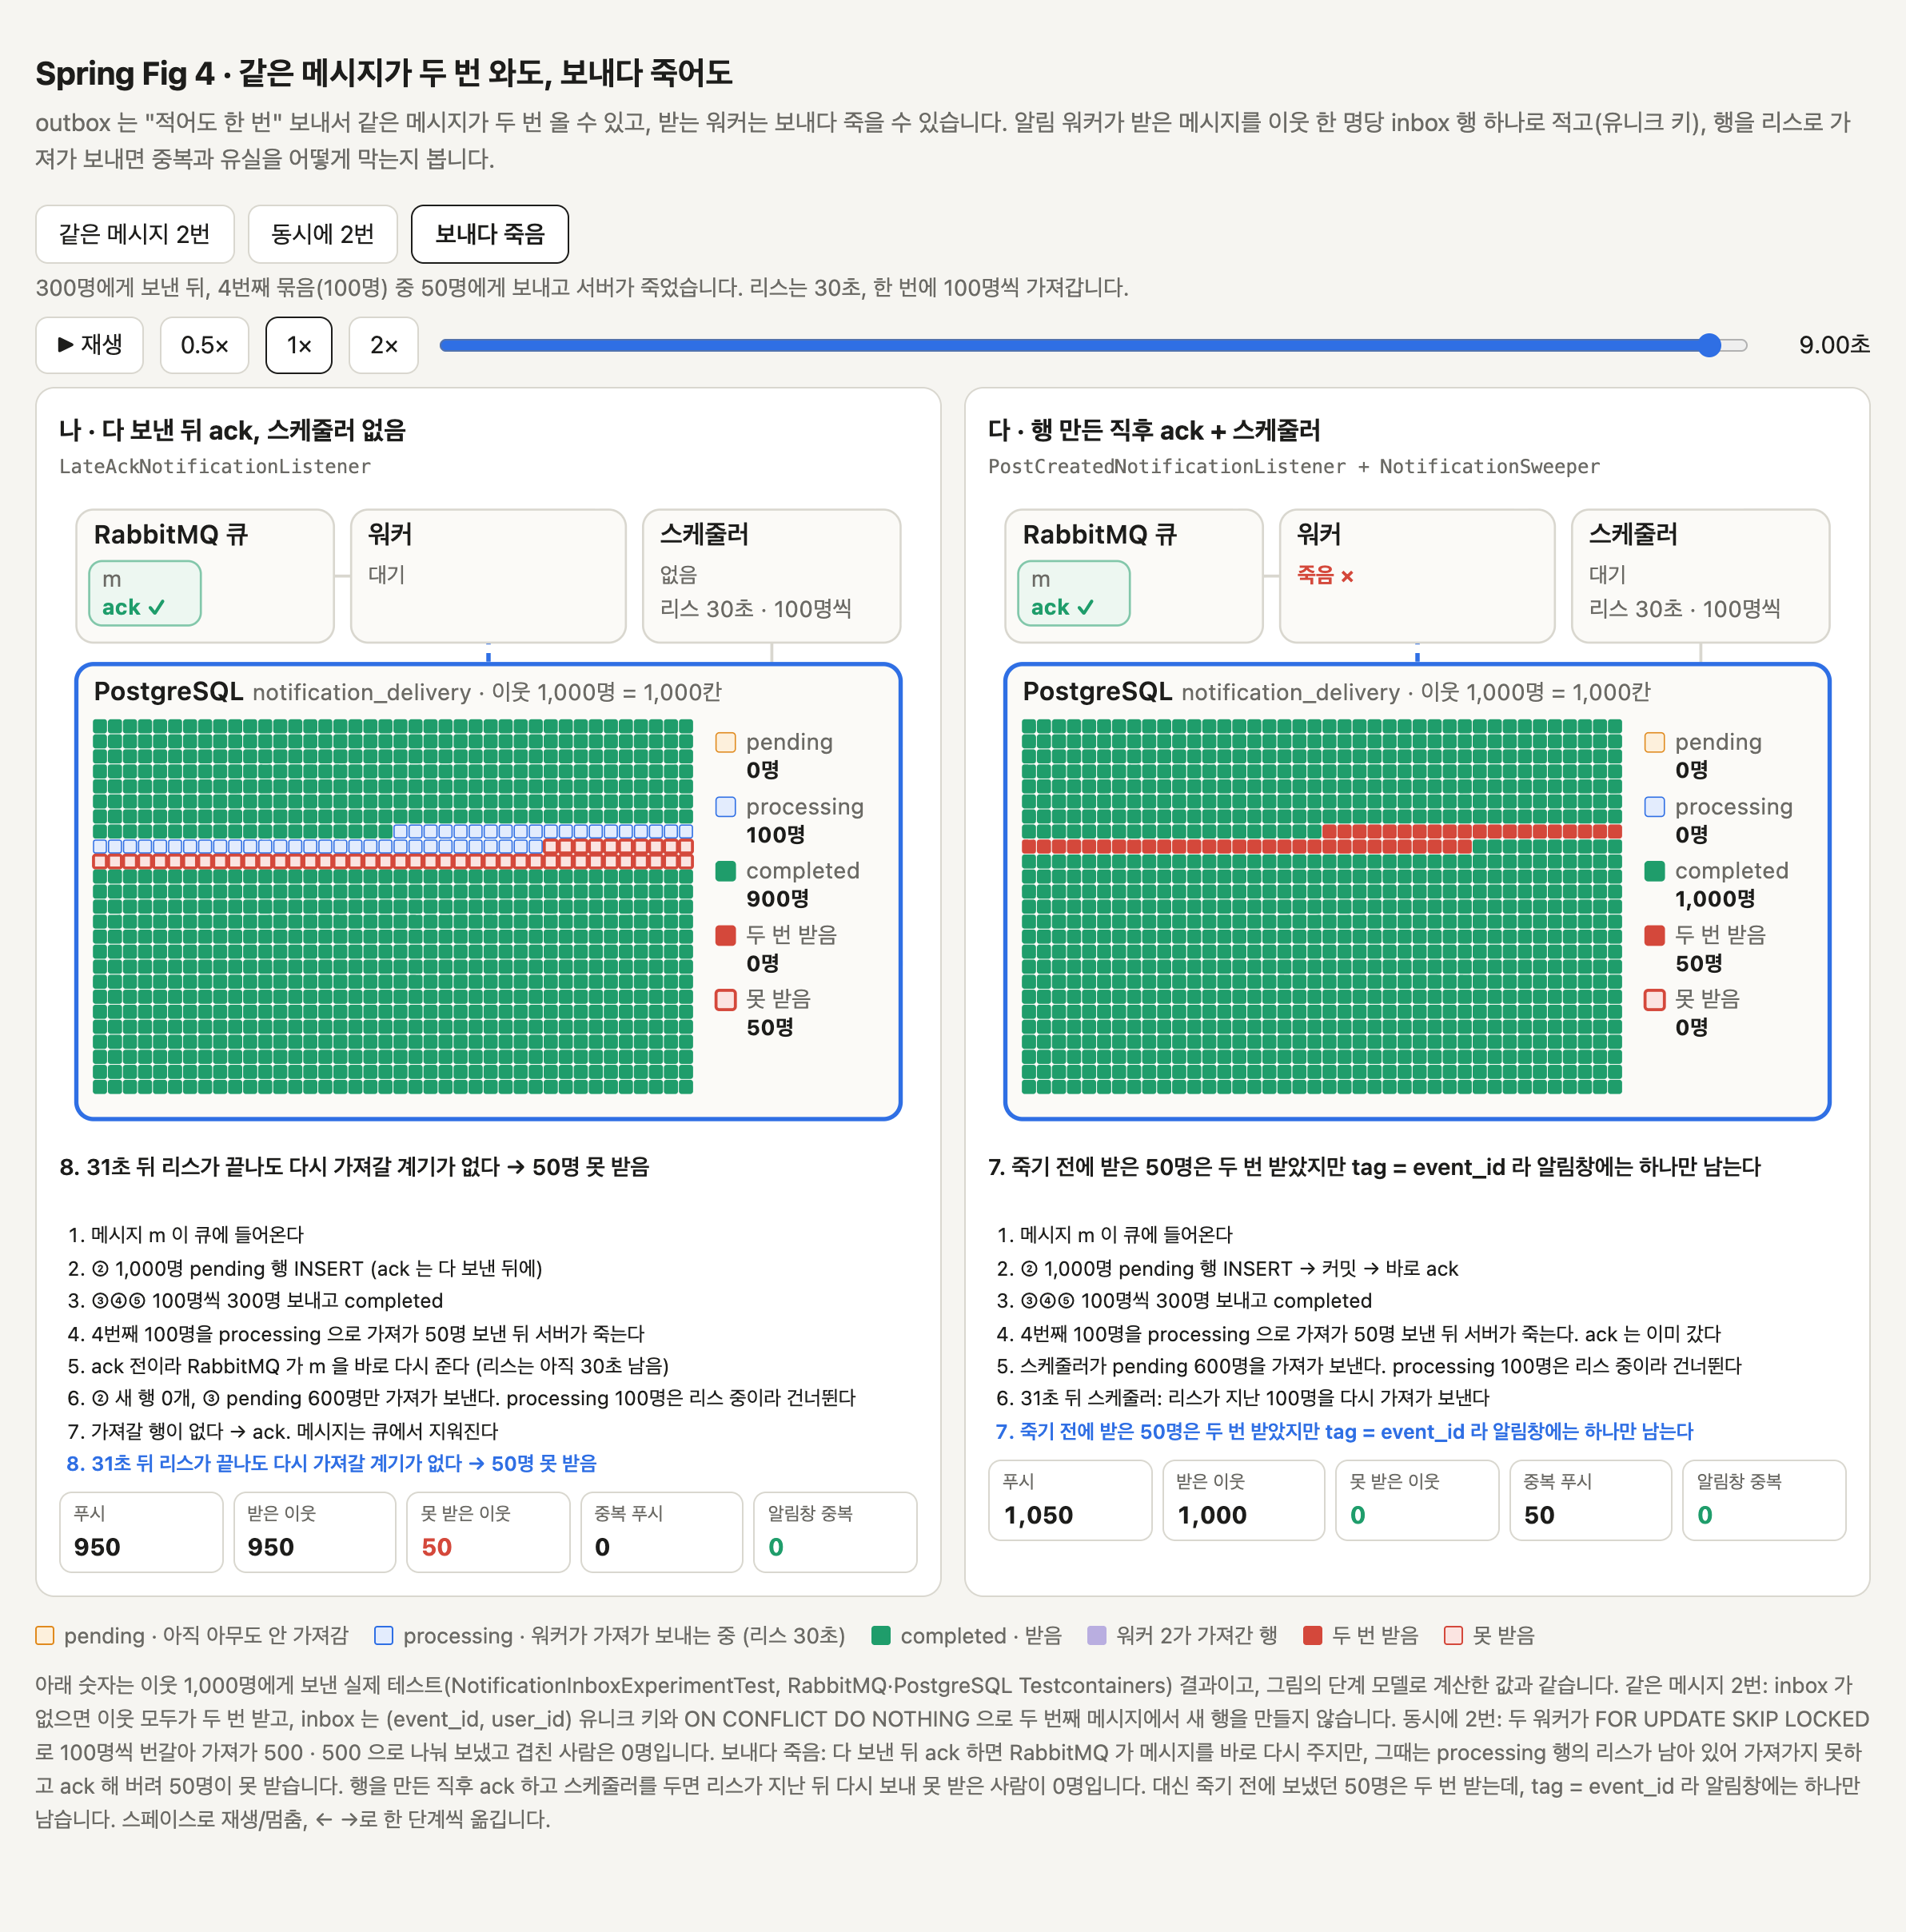 Spring Fig 4 · 같은 메시지가 두 번 와도, 보내다 죽어도
outbox 는 "적어도 한 번" 보내서 같은 메시지가 두 번 올 수 있고, 받는 워커는 보내다 죽을 수 있습니다. 알림 워커가 받은 메시지를 이웃 한 명당 inbox 행 하나로 적고(유니크 키), 행을 리스로 가
져가 보내면 중복과 유실을 어떻게 막는지 봅니다.
같은 메시지 2번
동시에 2번
보내다 죽음
300명에게 보낸 뒤, 4번째 묶음(100명) 중 50명에게 보내고 서버가 죽었습니다. 리스는 30초, 한 번에 100명씩 가져갑니다.
▶ 재생
0.5×
1×
2×
9.00초
나 · 다 보낸 뒤 ack, 스케줄러 없음
LateAckNotificationListener
RabbitMQ 큐
m
ack ✓
워커
대기
스케줄러
없음
리스 30초 · 100명씩
PostgreSQL notification_delivery · 이웃 1,000명 = 1,000칸
pending
0명
processing
100명
completed
900명
두 번 받음
0명
못 받음
50명
8. 31초 뒤 리스가 끝나도 다시 가져갈 계기가 없다 → 50명 못 받음
1. 메시지 m 이 큐에 들어온다
2. ② 1,000명 pending 행 INSERT (ack 는 다 보낸 뒤에)
3. ③④⑤ 100명씩 300명 보내고 completed
4. 4번째 100명을 processing 으로 가져가 50명 보낸 뒤 서버가 죽는다
5. ack 전이라 RabbitMQ 가 m 을 바로 다시 준다 (리스는 아직 30초 남음)
6. ② 새 행 0개, ③ pending 600명만 가져가 보낸다. processing 100명은 리스 중이라 건너뛴다
7. 가져갈 행이 없다 → ack. 메시지는 큐에서 지워진다
8. 31초 뒤 리스가 끝나도 다시 가져갈 계기가 없다 → 50명 못 받음
푸시
950
받은 이웃
950
못 받은 이웃
50
중복 푸시
0
알림창 중복
0
다 · 행 만든 직후 ack + 스케줄러
PostCreatedNotificationListener + NotificationSweeper
RabbitMQ 큐
m
ack ✓
워커
죽음 ×
스케줄러
대기
리스 30초 · 100명씩
PostgreSQL notification_delivery · 이웃 1,000명 = 1,000칸
pending
0명
processing
0명
completed
1,000명
두 번 받음
50명
못 받음
0명
7. 죽기 전에 받은 50명은 두 번 받았지만 tag = event_id 라 알림창에는 하나만 남는다
1. 메시지 m 이 큐에 들어온다
2. ② 1,000명 pending 행 INSERT → 커밋 → 바로 ack
3. ③④⑤ 100명씩 300명 보내고 completed
4. 4번째 100명을 processing 으로 가져가 50명 보낸 뒤 서버가 죽는다. ack 는 이미 갔다
5. 스케줄러가 pending 600명을 가져가 보낸다. processing 100명은 리스 중이라 건너뛴다
6. 31초 뒤 스케줄러: 리스가 지난 100명을 다시 가져가 보낸다
7. 죽기 전에 받은 50명은 두 번 받았지만 tag = event_id 라 알림창에는 하나만 남는다
푸시
1,050
받은 이웃
1,000
못 받은 이웃
0
중복 푸시
50
알림창 중복
0
pending · 아직 아무도 안 가져감
processing · 워커가 가져가 보내는 중 (리스 30초)
completed · 받음
워커 2가 가져간 행
두 번 받음
못 받음
아래 숫자는 이웃 1,000명에게 보낸 실제 테스트(NotificationInboxExperimentTest, RabbitMQ·PostgreSQL Testcontainers) 결과이고, 그림의 단계 모델로 계산한 값과 같습니다. 같은 메시지 2번: inbox 가
없으면 이웃 모두가 두 번 받고, inbox 는 (event_id, user_id) 유니크 키와 ON CONFLICT DO NOTHING 으로 두 번째 메시지에서 새 행을 만들지 않습니다. 동시에 2번: 두 워커가 FOR UPDATE SKIP LOCKED
로 100명씩 번갈아 가져가 500 · 500 으로 나눠 보냈고 겹친 사람은 0명입니다. 보내다 죽음: 다 보낸 뒤 ack 하면 RabbitMQ 가 메시지를 바로 다시 주지만, 그때는 processing 행의 리스가 남아 있어 가져가지 못하
고 ack 해 버려 50명이 못 받습니다. 행을 만든 직후 ack 하고 스케줄러를 두면 리스가 지난 뒤 다시 보내 못 받은 사람이 0명입니다. 대신 죽기 전에 보냈던 50명은 두 번 받는데, tag = event_id 라 알림창에는 하나만
남습니다. 스페이스로 재생/멈춤, ← →로 한 단계씩 옮깁니다.